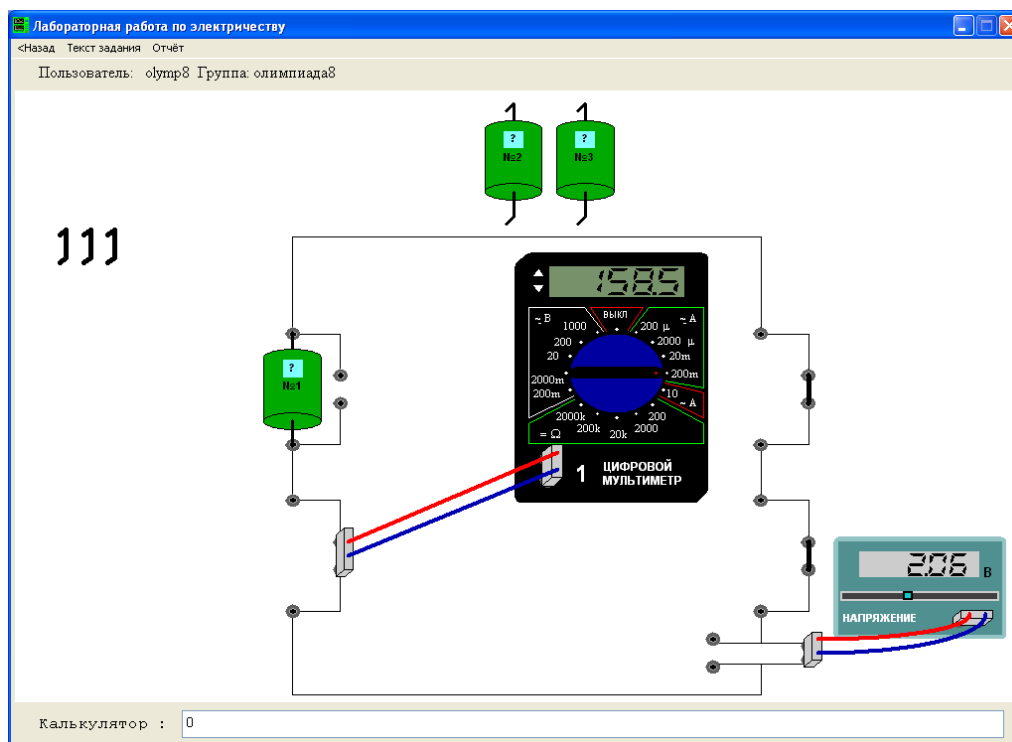 Лабораторная работа по электричеству
<Назад Текст задания Отчёт
Пользователь: olymp8 Группа: олимпиада8
?
№2
?
№3
158.5
~В
1000
ВЫКЛ
200 μ
~А
200
2000 μ
20
20m
2000m
200m
200m
10
~А
2000k
200
200k
20k
2000
= Ω
?
№1
1 ЦИФРОВОЙ
МУЛЬТИМЕТР
2.06 В
НАПРЯЖЕНИЕ
Калькулятор : 0